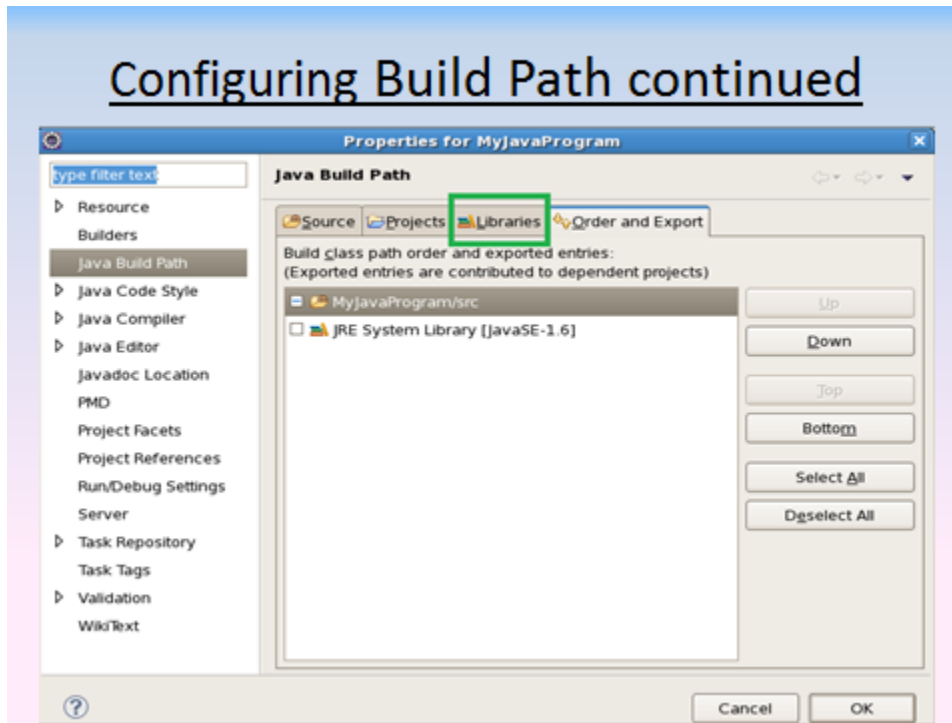 Configuring Build Path continued
Properties for MyJavaProgram
type filter text
Resource
Builders
Java Build Path
Java Code Style
Java Compiler
Java Editor
Javadoc Location
PMD
Project Facets
Project References
Run/Debug Settings
Server
Task Repository
Task Tags
Validation
WikiText
Java Build Path
Source Projects Libraries Order and Export
Build class path order and exported entries:
(Exported entries are contributed to dependent projects)
MyJavaProgram/src
JRE System Library [JavaSE-1.6]
Up
Down
Top
Bottom
Select All
Deselect All
Cancel OK